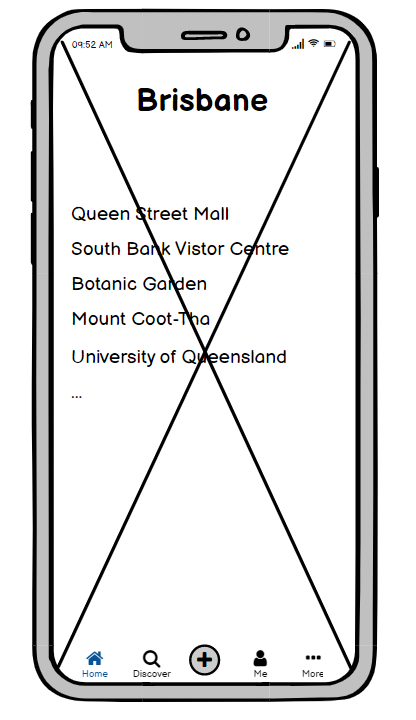 09:52 AM
Brisbane
Queen Street Mall
South Bank Vistor Centre
Botanic Garden
Mount Coot-Tha
University of Queensland
...
Home Discover Me More